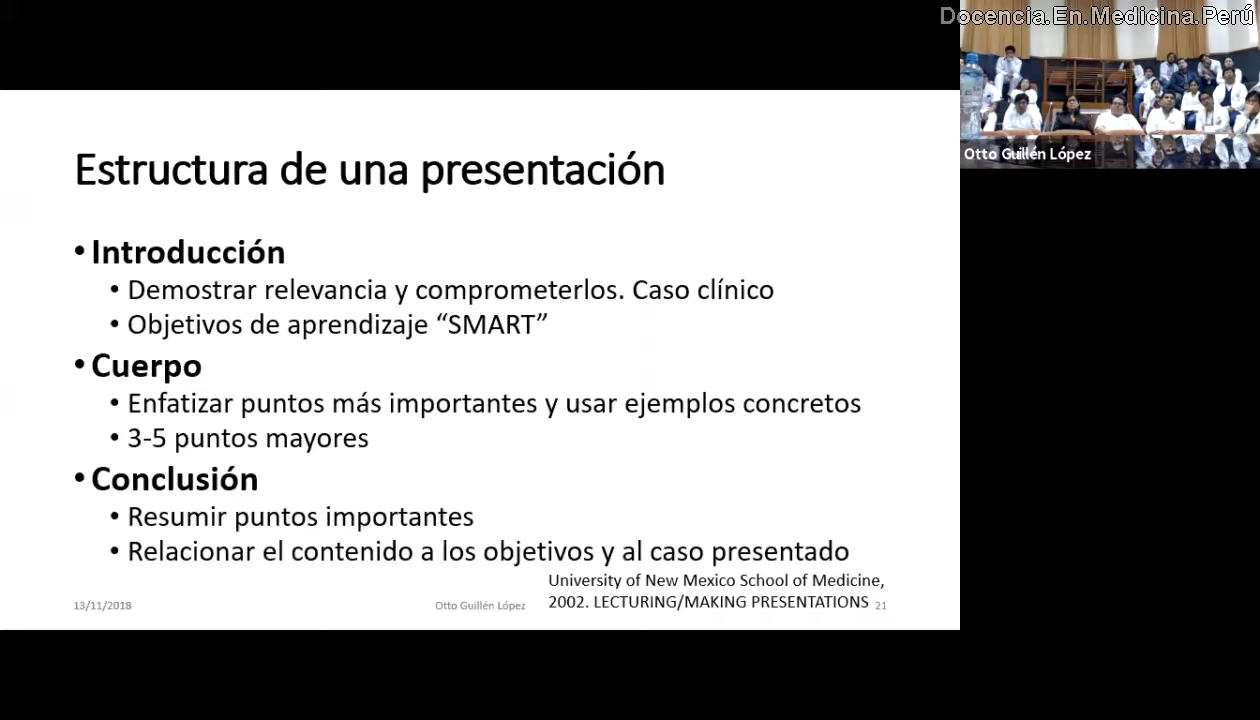 Docencia.En.Medicina.Perú
Otto Guillén López
Estructura de una presentación
• Introducción
• Demostrar relevancia y comprometerlos. Caso clínico
• Objetivos de aprendizaje “SMART”
• Cuerpo
• Enfatizar puntos más importantes y usar ejemplos concretos
• 3-5 puntos mayores
• Conclusión
• Resumir puntos importantes
• Relacionar el contenido a los objetivos y al caso presentado
University of New Mexico School of Medicine,
2002. LECTURING/MAKING PRESENTATIONS
13/11/2018
Otto Guillén López
21